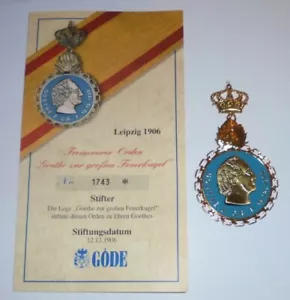 Leipzig 1906
Freimaurer Orden
"Goethe zur großen Feuerkugel"
1743 *
Stifter
Die Loge „Goethe zur großen Feuerkugel"
stiftete diesen Orden zu Ehren Goethes
Stiftungsdatum
12.12.1906
GÖDE